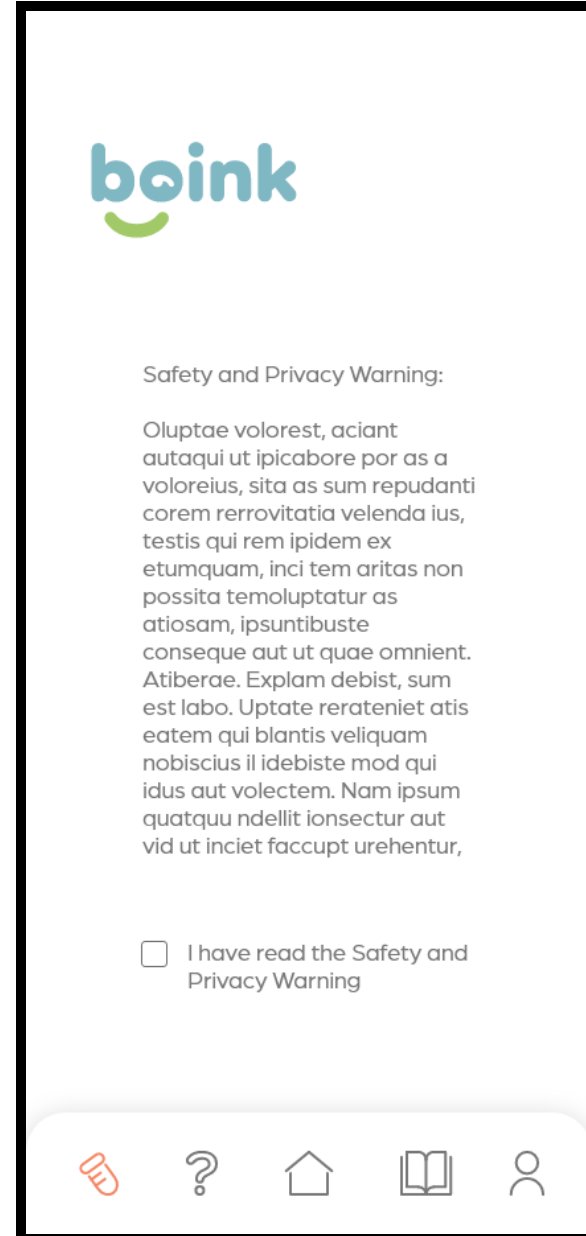 boink
Safety and Privacy Warning:
Oluptae volorest, aciant
autaqui ut ipicabore por as a
voloreius, sita as sum repudanti
corem rerrovitatia velenda ius,
testis qui rem ipidem ex
etumquam, inci tem aritas non
possita temoluptatur as
atiosam, ipsuntibuste
conseque aut ut quae omnient.
Atiberae. Explam debist, sum
est labo. Uptate rerateniet atis
eatem qui blantis veliquam
nobiscius il idebiste mod qui
idus aut volectem. Nam ipsum
quatquu ndellit ionsectur aut
vid ut inciet faccupt urehentur,
I have read the Safety and
Privacy Warning